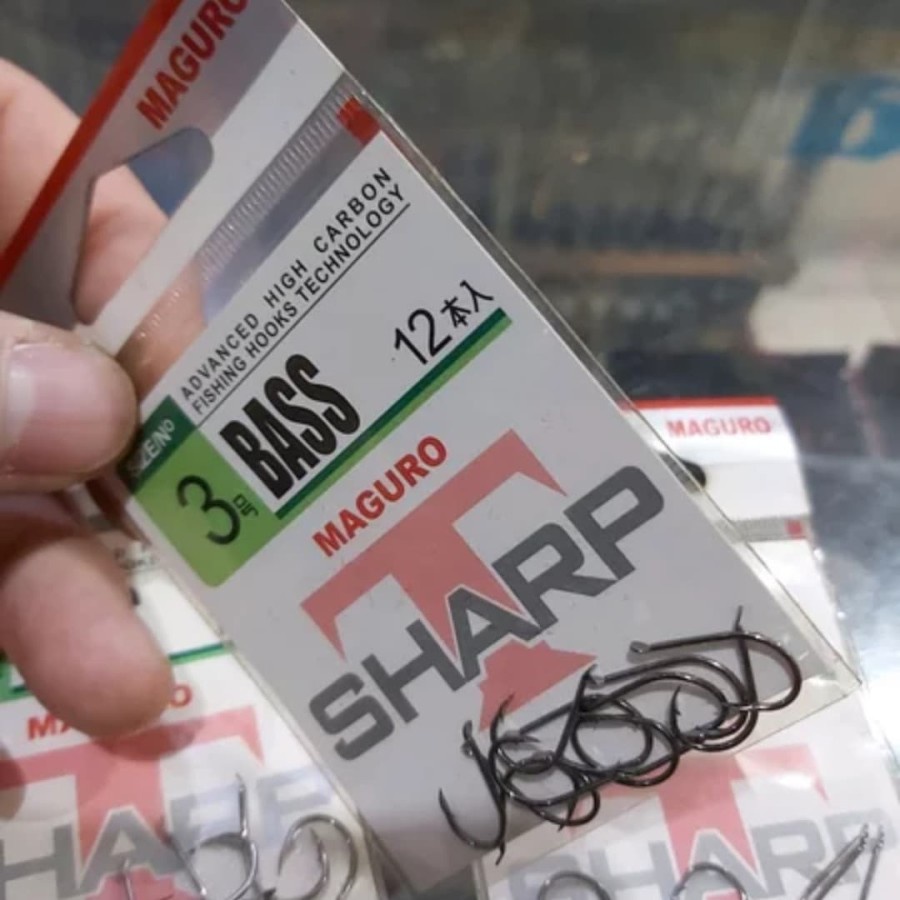 MAGURO
ADVANCED HIGH CARBON
FISHING HOOKS TECHNOLOGY
SIZE/Nº
3号
BASS
12本入
MAGURO
T
SHARP
MAGURO
SHARP